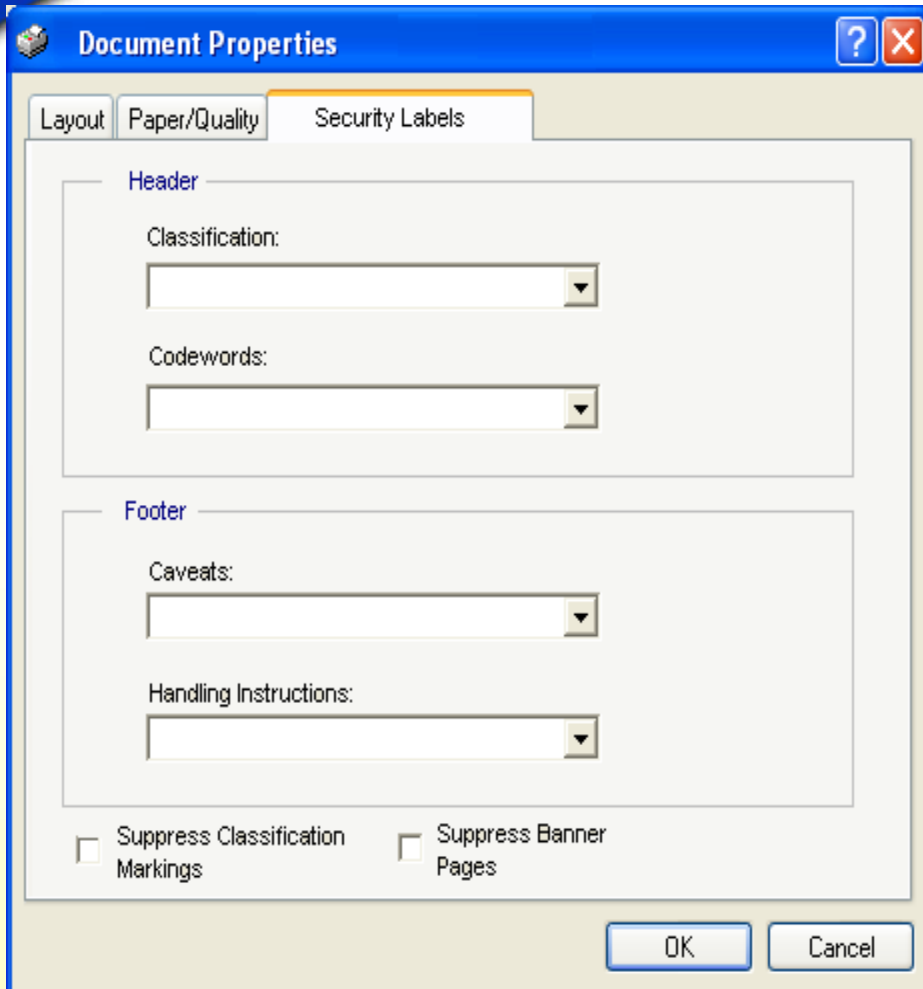 Document Properties
Layout Paper/Quality Security Labels
Header
Classification:
Codewords:
Footer
Caveats:
Handling Instructions:
Suppress Classification
Markings
Suppress Banner
Pages
OK Cancel